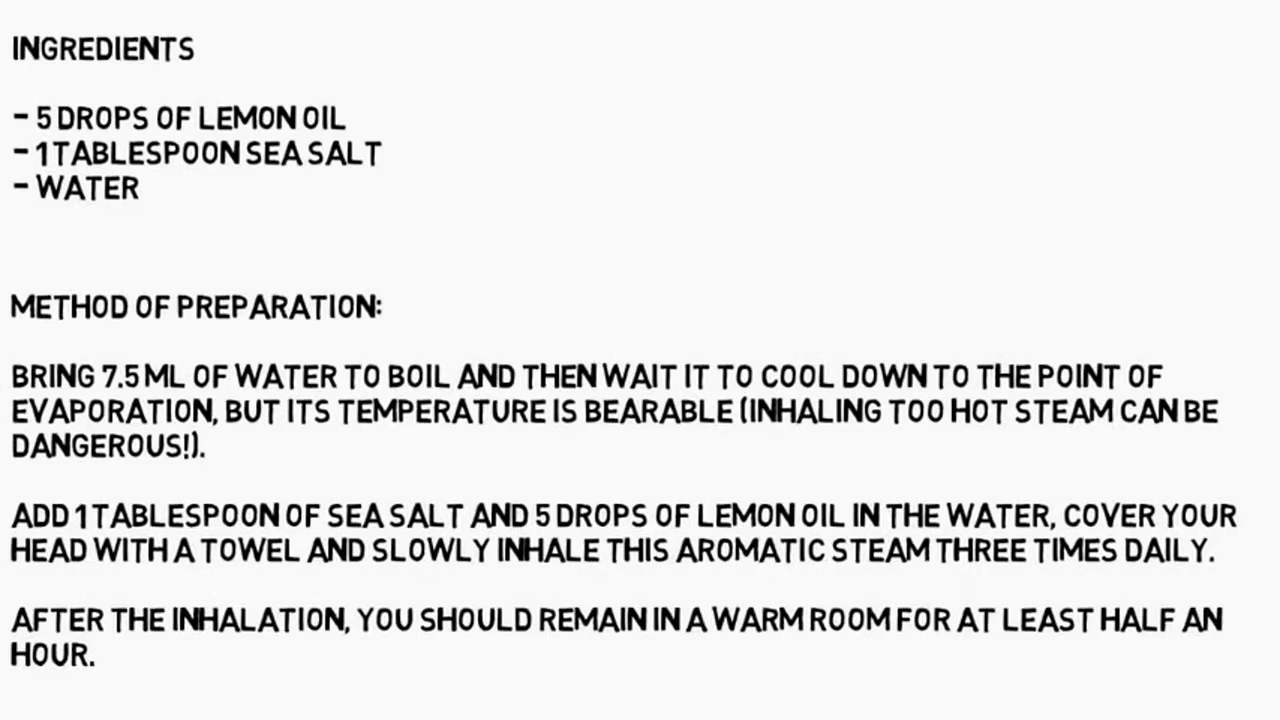 INGREDIENTS
- 5 DROPS OF LEMON OIL
- 1 TABLESPOON SEA SALT
- WATER
METHOD OF PREPARATION:
BRING 7.5 ML OF WATER TO BOIL AND THEN WAIT IT TO COOL DOWN TO THE POINT OF
EVAPORATION, BUT ITS TEMPERATURE IS BEARABLE (INHALING TOO HOT STEAM CAN BE
DANGEROUS!).
ADD 1 TABLESPOON OF SEA SALT AND 5 DROPS OF LEMON OIL IN THE WATER, COVER YOUR
HEAD WITH A TOWEL AND SLOWLY INHALE THIS AROMATIC STEAM THREE TIMES DAILY.
AFTER THE INHALATION, YOU SHOULD REMAIN IN A WARM ROOM FOR AT LEAST HALF AN
HOUR.